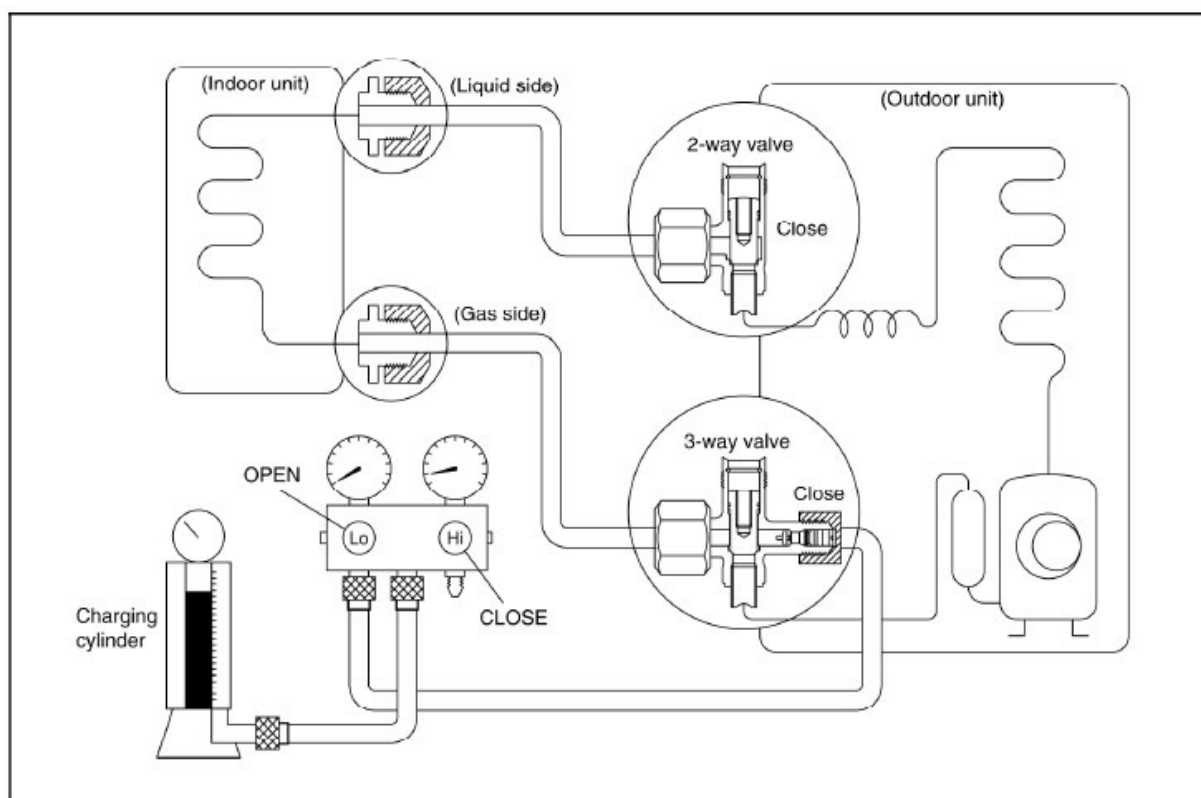 (Indoor unit)
(Liquid side)
(Outdoor unit)
2-way valve
Close
(Gas side)
3-way valve
Close
OPEN
Lo
Hi
CLOSE
Charging
cylinder